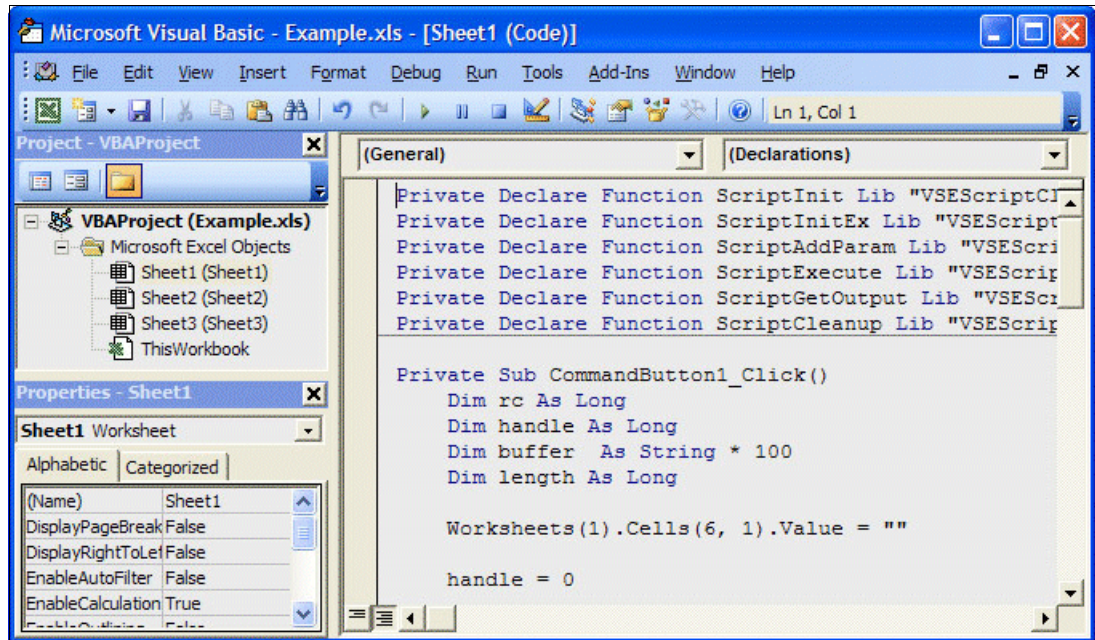 Microsoft Visual Basic - Example.xls - [Sheet1 (Code)]
File Edit View Insert Format Debug Run Tools Add-Ins Window Help
Ln 1, Col 1
Project - VBAProject
VBAProject (Example.xls)
Microsoft Excel Objects
Sheet1 (Sheet1)
Sheet2 (Sheet2)
Sheet3 (Sheet3)
ThisWorkbook
Properties - Sheet1
Sheet1 Worksheet
Alphabetic Categorized
(Name) Sheet1
DisplayPageBreak False
DisplayRightToLef False
EnableAutoFilter False
EnableCalculation True
(General) (Declarations)
Private Declare Function ScriptInit Lib "VSEScriptCl
Private Declare Function ScriptInitEx Lib "VSEScript
Private Declare Function ScriptAddParam Lib "VSEScri
Private Declare Function ScriptExecute Lib "VSEScrip
Private Declare Function ScriptGetOutput Lib "VSEScr
Private Declare Function ScriptCleanup Lib "VSEScrip
Private Sub CommandButton1_Click()
Dim rc As Long
Dim handle As Long
Dim buffer As String * 100
Dim length As Long
Worksheets(1).Cells(6, 1).Value = ""
handle = 0